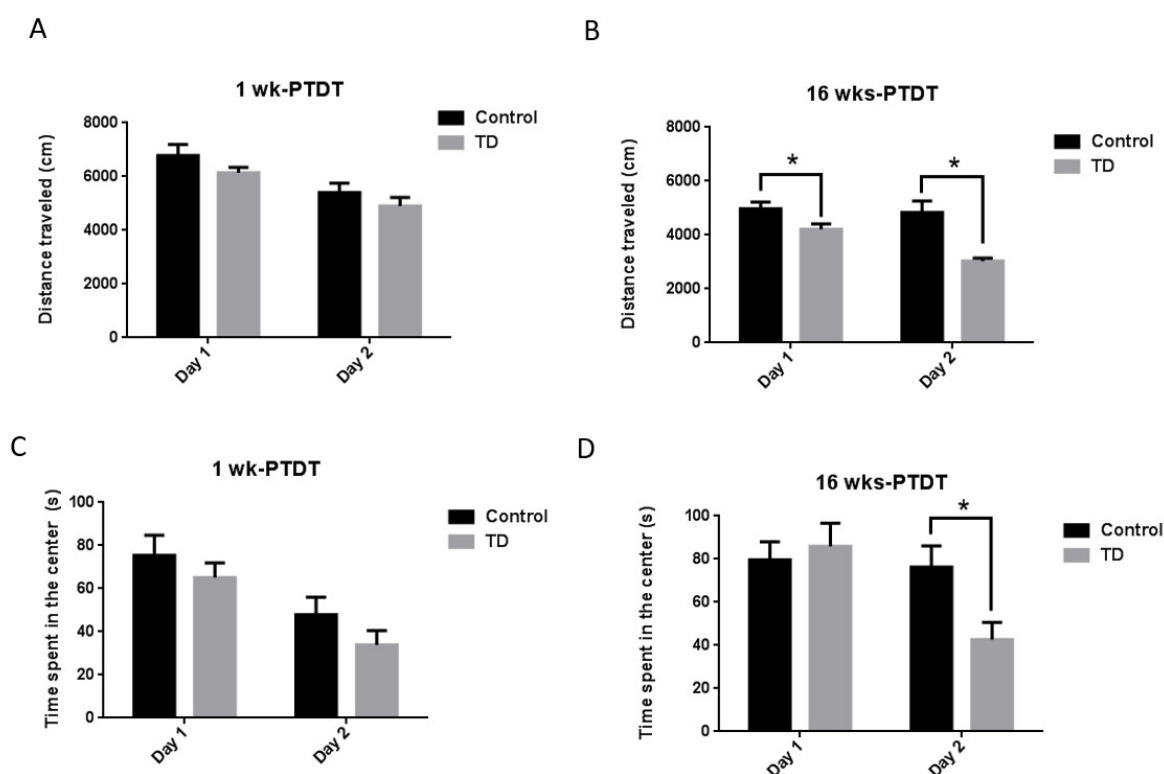 A
1 wk-PTDT
Distance traveled (cm)
8000
6000
4000
2000
0
Day 1
Day 2
Control
TD
B
16 wks-PTDT
Distance traveled (cm)
8000
6000
4000
2000
0
*
*
Day 1
Day 2
Control
TD
C
1 wk-PTDT
Time spent in the center (s)
100
80
60
40
20
0
Day 1
Day 2
Control
TD
D
16 wks-PTDT
Time spent in the center (s)
100
80
60
40
20
0
*
Day 1
Day 2
Control
TD